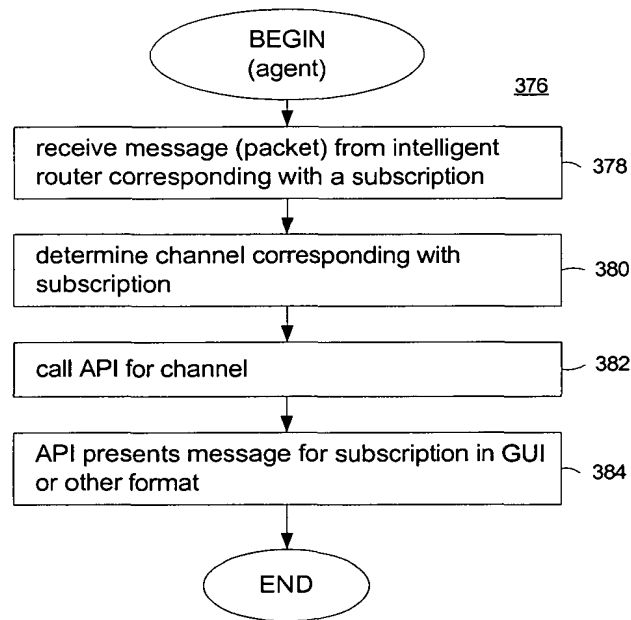 BEGIN
(agent)
376
receive message (packet) from intelligent
router corresponding with a subscription
378
determine channel corresponding with
subscription
380
call API for channel
382
API presents message for subscription in GUI
or other format
384
END